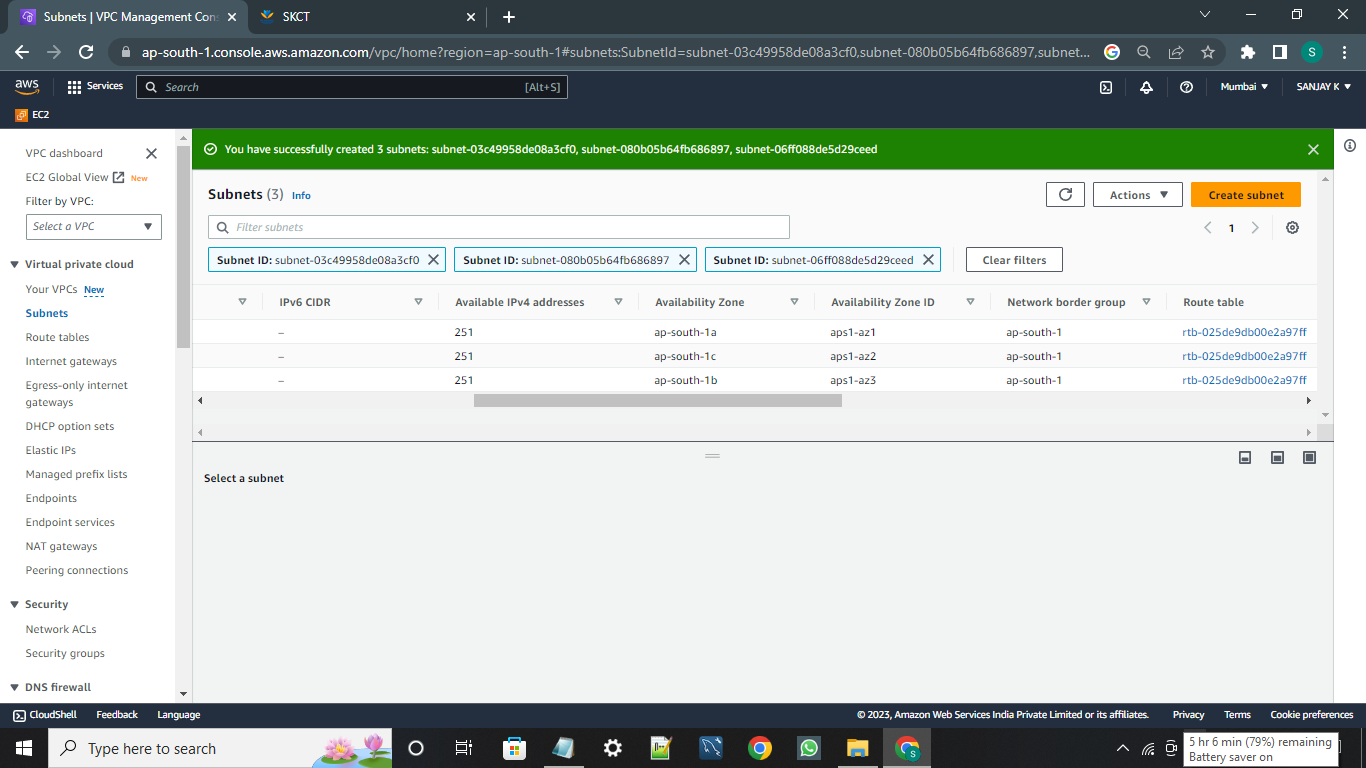 Subnets | VPC Management Con
SKCT
ap-south-1.console.aws.amazon.com/vpc/home?region=ap-south-1#subnets:SubnetId=subnet-03c49958de08a3cf0,subnet-080b05b64fb686897,subnet...
S
aws
Services
Search
[Alt+S]
Mumbai
SANJAY K
EC2
VPC dashboard
EC2 Global View New
Filter by VPC:
Select a VPC
Virtual private cloud
Your VPCs New
Subnets
Route tables
Internet gateways
Egress-only internet
gateways
DHCP option sets
Elastic IPs
Managed prefix lists
Endpoints
Endpoint services
NAT gateways
Peering connections
Security
Network ACLs
Security groups
DNS firewall
You have successfully created 3 subnets: subnet-03c49958de08a3cf0, subnet-080b05b64fb686897, subnet-06ff088de5d29ceed
Subnets (3) Info
Actions
Create subnet
Filter subnets
1
Subnet ID: subnet-03c49958de08a3cf0
Subnet ID: subnet-080b05b64fb686897
Subnet ID: subnet-06ff088de5d29ceed
Clear filters
IPv6 CIDR Available IPv4 addresses Availability Zone Availability Zone ID Network border group Route table
– 251 ap-south-1a aps1-az1 ap-south-1 rtb-025de9db00e2a97ff
– 251 ap-south-1c aps1-az2 ap-south-1 rtb-025de9db00e2a97ff
– 251 ap-south-1b aps1-az3 ap-south-1 rtb-025de9db00e2a97ff
Select a subnet
CloudShell Feedback Language
© 2023, Amazon Web Services India Private Limited or its affiliates. Privacy Terms Cookie preferences
Type here to search
S
5 hr 6 min (79%) remaining
Battery saver on